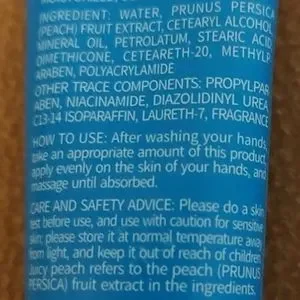 INGREDIENT: WATER, PRUNUS PERSICA
(PEACH) FRUIT EXTRACT, CETEARYL ALCOHOL
MINERAL OIL, PETROLATUM, STEARIC ACID
DIMETHICONE, CETEARETH-20, METHYLP
ARABEN, POLYACRYLAMIDE
OTHER TRACE COMPONENTS: PROPYLPAR
ABEN, NIACINAMIDE, DIAZOLIDINYL UREA,
C13-14 ISOPARAFFIN, LAURETH-7, FRAGRANCE
HOW TO USE: After washing your hands,
take an appropriate amount of this product,
apply evenly on the skin of your hands, and
massage until absorbed.
CARE AND SAFETY ADVICE: Please do a skin
test before use, and use with caution for sensitive
skin; please store it at normal temperature away
from light, and keep it out of reach of children
Juicy peach refers to the peach (PRUNUS
PERSICA) fruit extract in the ingredients.